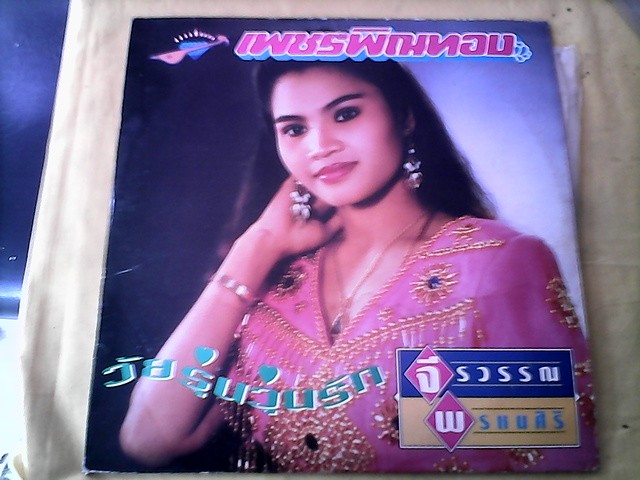 เพชรพิณทอง
วัยรุ่นวุ่นรัก
จีรวรรณ
พรหมสิริ